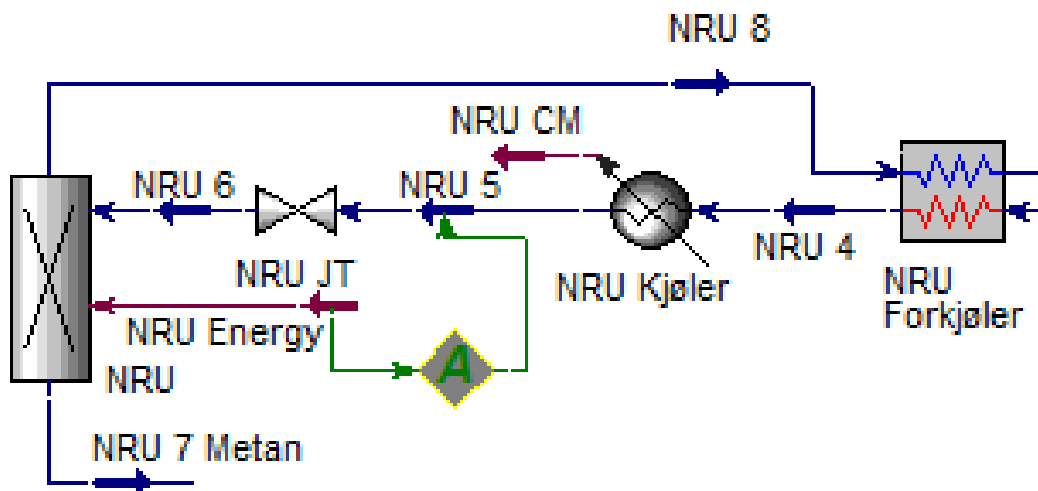 NRU 8
NRU CM
NRU 6
NRU 5
NRU 4
NRU JT
NRU Kjøler
NRU
Forkjøler
NRU Energy
A
NRU
NRU 7 Metan